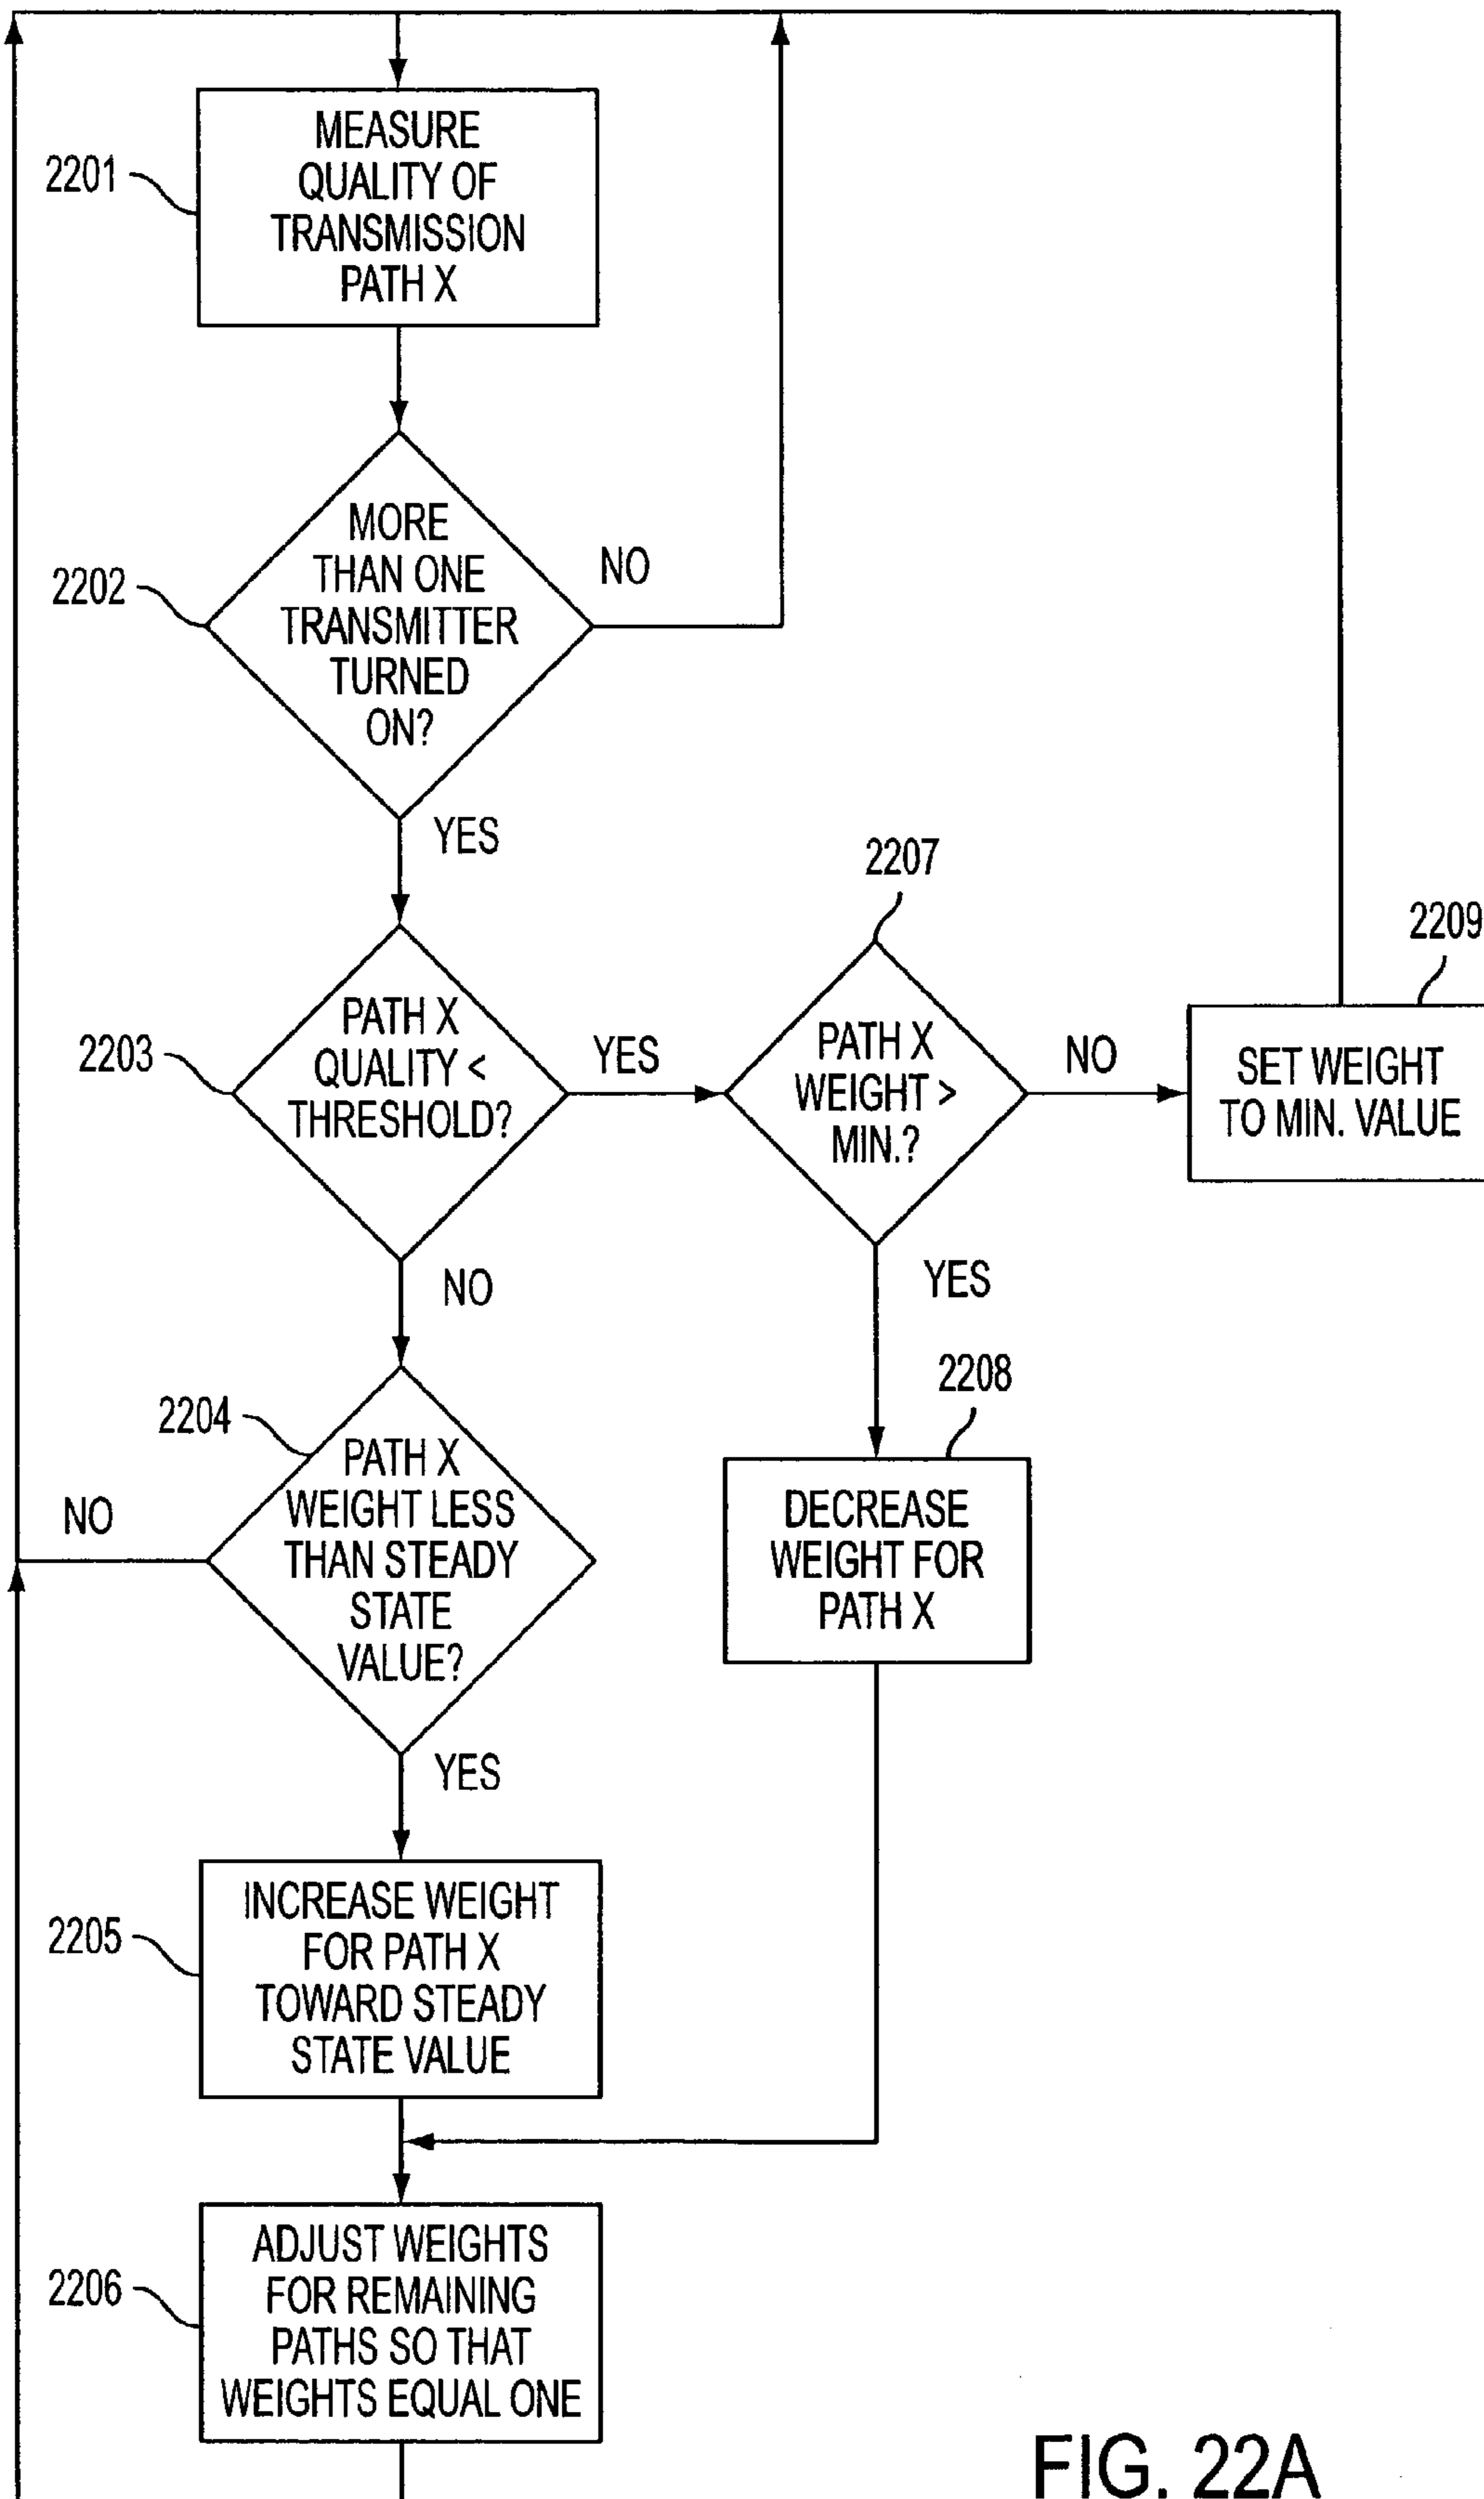 2201
MEASURE
QUALITY OF
TRANSMISSION
PATH X
2202
MORE
THAN ONE
TRANSMITTER
TURNED
ON?
NO
YES
2203
PATH X
QUALITY <
THRESHOLD?
YES
2207
PATH X
WEIGHT >
MIN.?
NO
2209
SET WEIGHT
TO MIN. VALUE
NO
YES
2204
PATH X
WEIGHT LESS
THAN STEADY
STATE
VALUE?
NO
2208
DECREASE
WEIGHT FOR
PATH X
YES
2205
INCREASE WEIGHT
FOR PATH X
TOWARD STEADY
STATE VALUE
2206
ADJUST WEIGHTS
FOR REMAINING
PATHS SO THAT
WEIGHTS EQUAL ONE
FIG. 22A